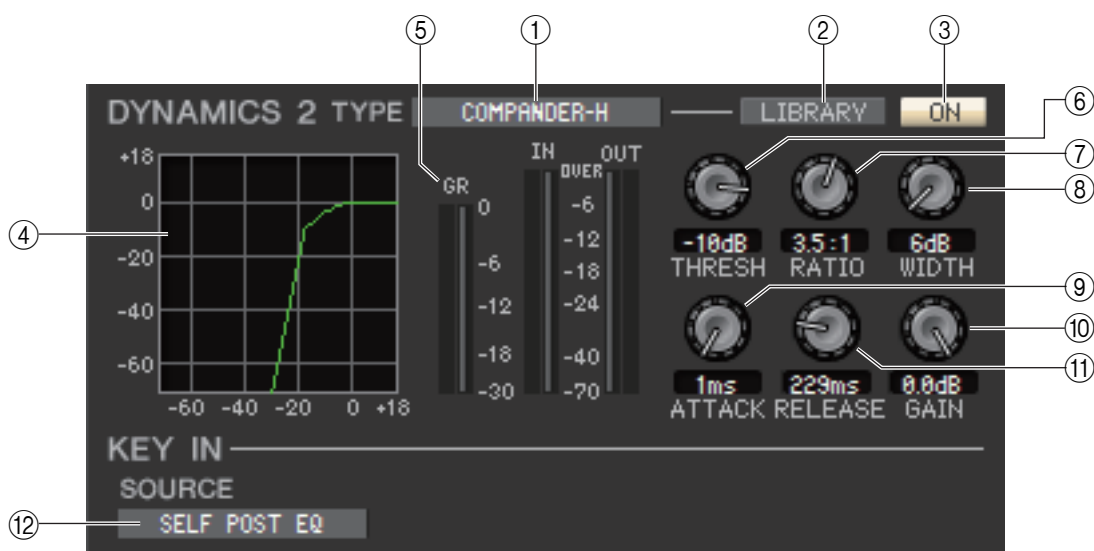 ⑤ ① ② ③
DYNAMICS 2 TYPE COMPANDER-H LIBRARY ON
⑥
⑦
⑧
④
+18
0
-20
-40
-60
-60 -40 -20 0 +18
GR
0
-6
-12
-18
-30
IN OUT
OVER
-6
-12
-18
-24
-40
-70
-10dB 3.5:1 6dB
THRESH RATIO WIDTH
⑨
⑩
⑪
1ms 229ms 0.0dB
ATTACK RELEASE GAIN
KEY IN
SOURCE
⑫ SELF POST EQ